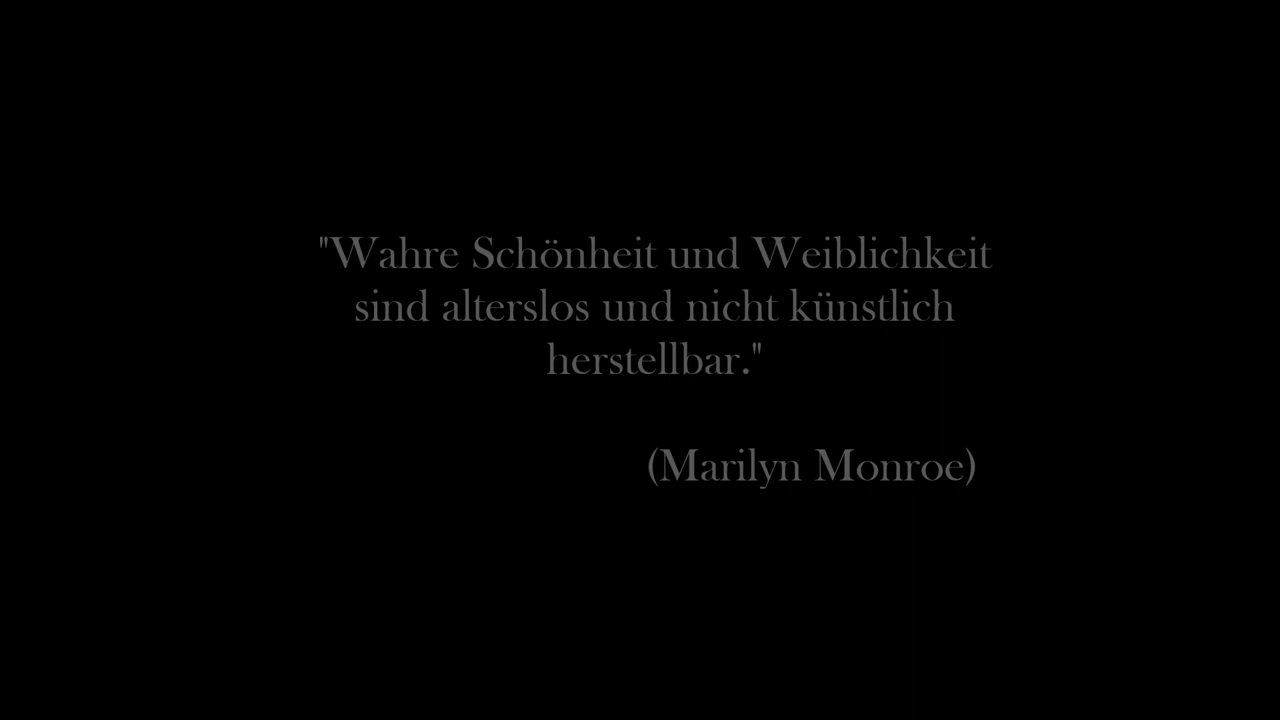 "Wahre Schönheit und Weiblichkeit
sind alterslos und nicht künstlich
herstellbar."
(Marilyn Monroe)